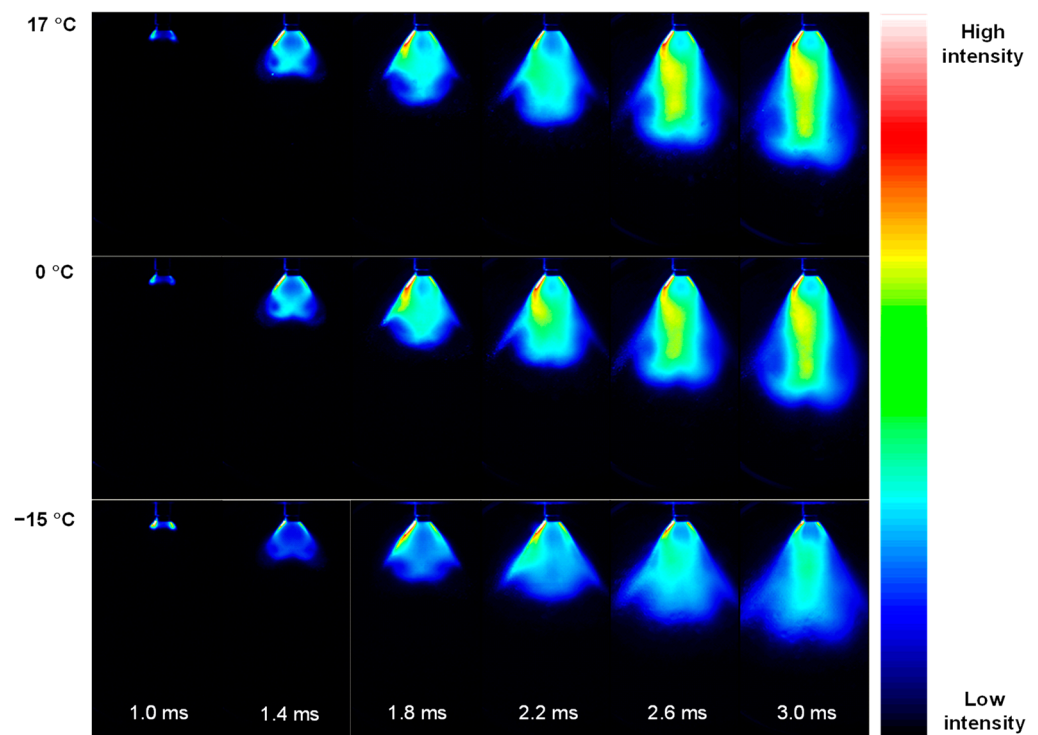 17 °C
High
intensity
0 °C
−15 °C
1.0 ms
1.4 ms
1.8 ms
2.2 ms
2.6 ms
3.0 ms
Low
intensity